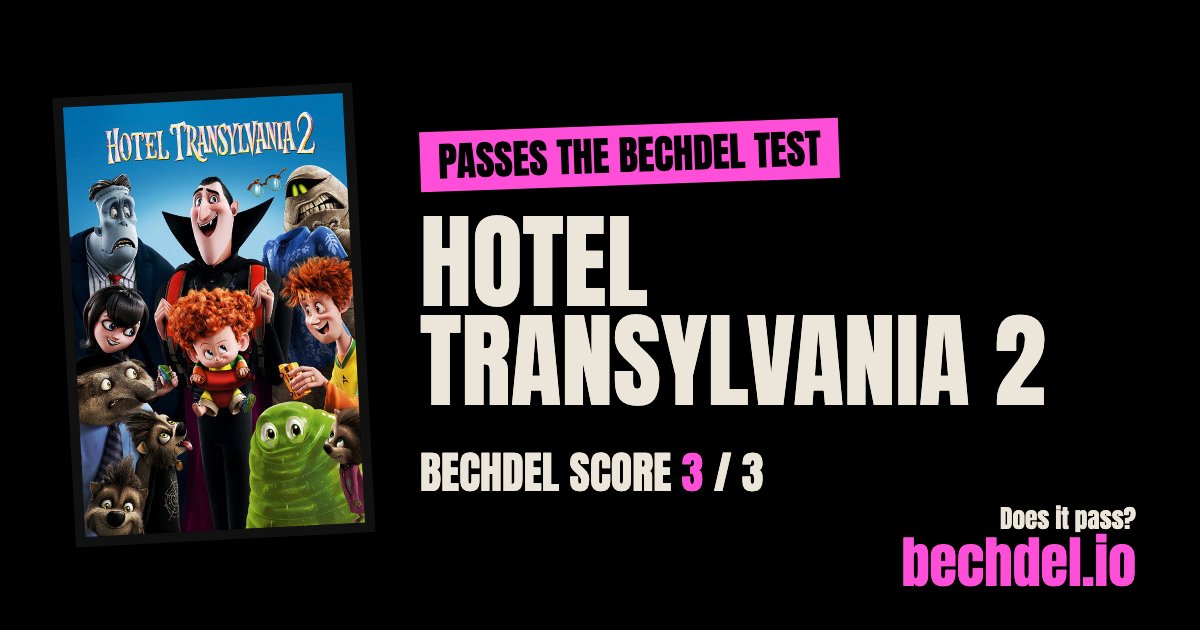 HOTEL TRANSYLVANIA 2
PASSES THE BECHDEL TEST
HOTEL
TRANSYLVANIA 2
BECHDEL SCORE 3 / 3
Does it pass?
bechdel.io